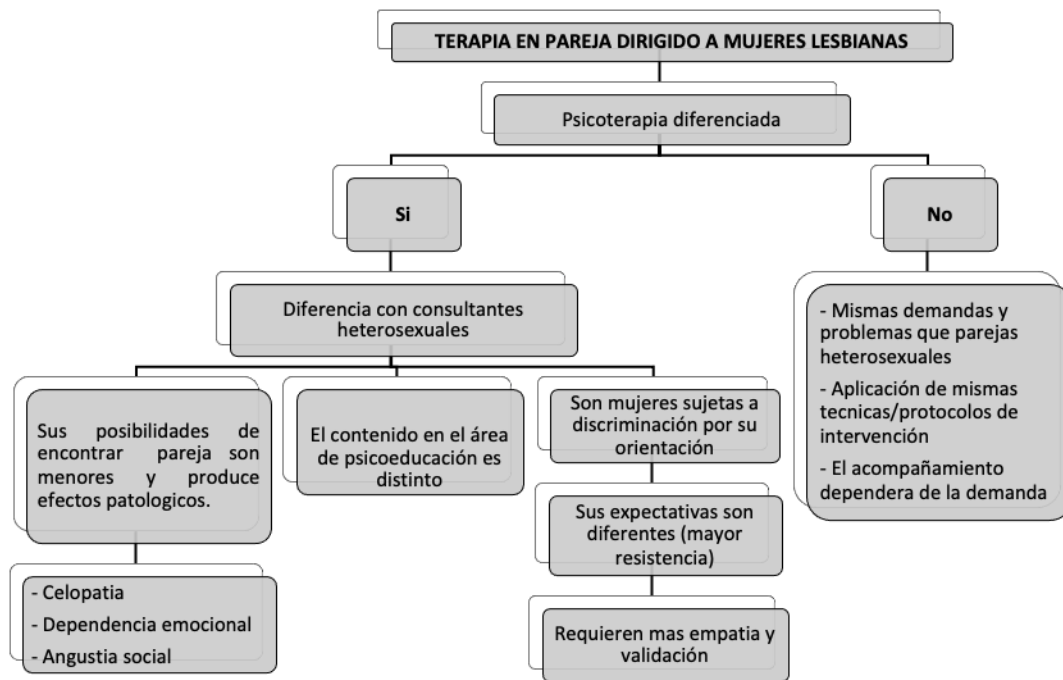 TERAPIA EN PAREJA DIRIGIDO A MUJERES LESBIANAS
Psicoterapia diferenciada
Si
No
Diferencia con consultantes
heterosexuales
- Mismas demandas y
problemas que parejas
heterosexuales
- Aplicación de mismas
tecnicas/protocolos de
intervención
- El acompañamiento
dependera de la demanda
Sus posibilidades de
encontrar pareja son
menores y produce
efectos patologicos.
El contenido en el área
de psicoeducación es
distinto
Son mujeres sujetas a
discriminación por su
orientación
Sus expectativas son
diferentes (mayor
resistencia)
- Celopatia
- Dependencia emocional
- Angustia social
Requieren mas empatia y
validación